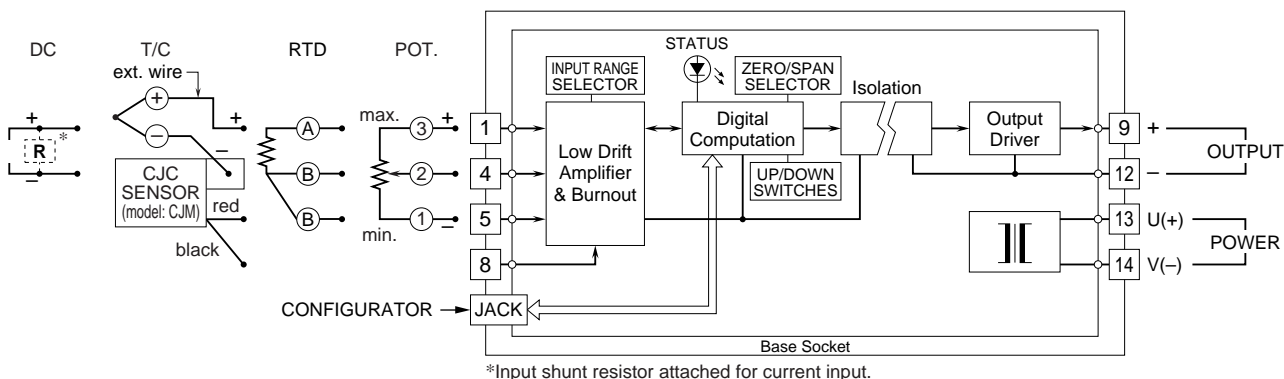 DC
T/C
RTD
POT.
ext. wire
+
R
*
–
+
–
+
–
CJC
SENSOR
(model: CJM)
red
black
A
B
B
max.
3
+
2
1
–
min.
1
4
5
8
CONFIGURATOR
JACK
INPUT RANGE
SELECTOR
Low Drift
Amplifier
& Burnout
STATUS
ZERO/SPAN
SELECTOR
Digital
Computation
UP/DOWN
SWITCHES
Isolation
Output
Driver
9
+
OUTPUT
12
–
13
U(+)
POWER
14
V(–)
Base Socket
*Input shunt resistor attached for current input.